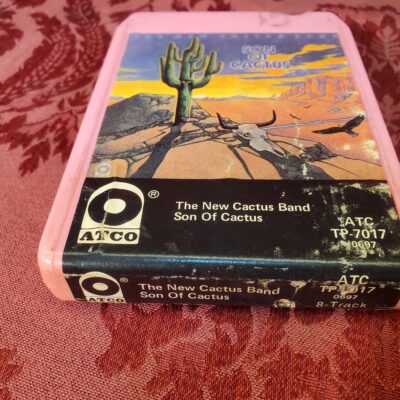 SON
OF
CACTUS
ATCO
®
The New Cactus Band
Son Of Cactus
ATC
TP-7017
0697
ATCO
®
The New Cactus Band
Son Of Cactus
ATC
TP-7017
0697
8-Track